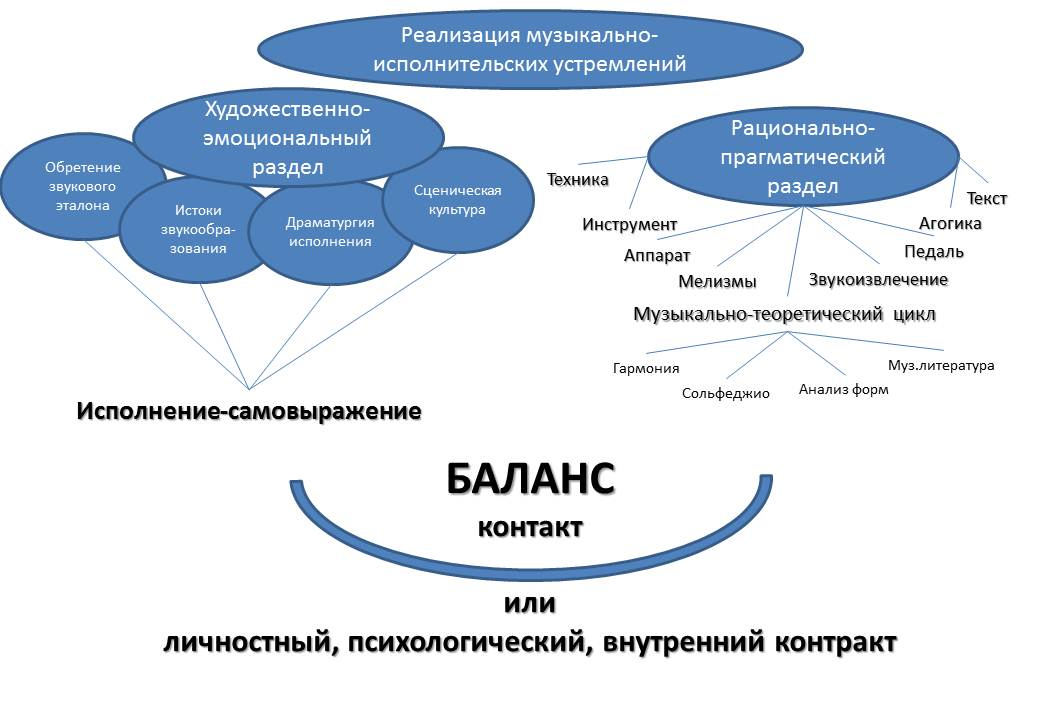 Реализация музыкально-
исполнительских устремлений
Художественно-
эмоциональный
раздел
Обретение
звукового
эталона
Истоки
звукообра-
зования
Драматургия
исполнения
Сценическая
культура
Исполнение-самовыражение
Рационально-
прагматический
раздел
Техника
Инструмент
Аппарат
Мелизмы
Звукоизвлечение
Педаль
Агогика
Текст
Музыкально-теоретический цикл
Гармония
Сольфеджио
Анализ форм
Муз.литература
БАЛАНС
контакт
или
личностный, психологический, внутренний контракт